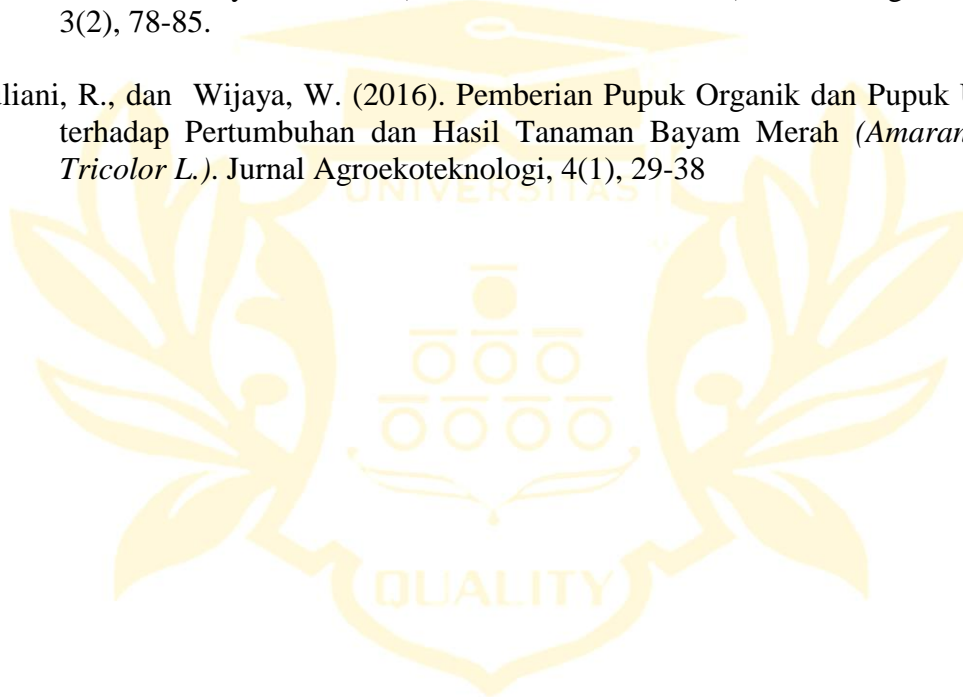 3(2), 78-85.
uliani, R., dan Wijaya, W. (2016). Pemberian Pupuk Organik dan Pupuk
terhadap Pertumbuhan dan Hasil Tanaman Bayam Merah (Amaran
Tricolor L.). Jurnal Agroekoteknologi, 4(1), 29-38
UNIVERSITAS
QUALITY